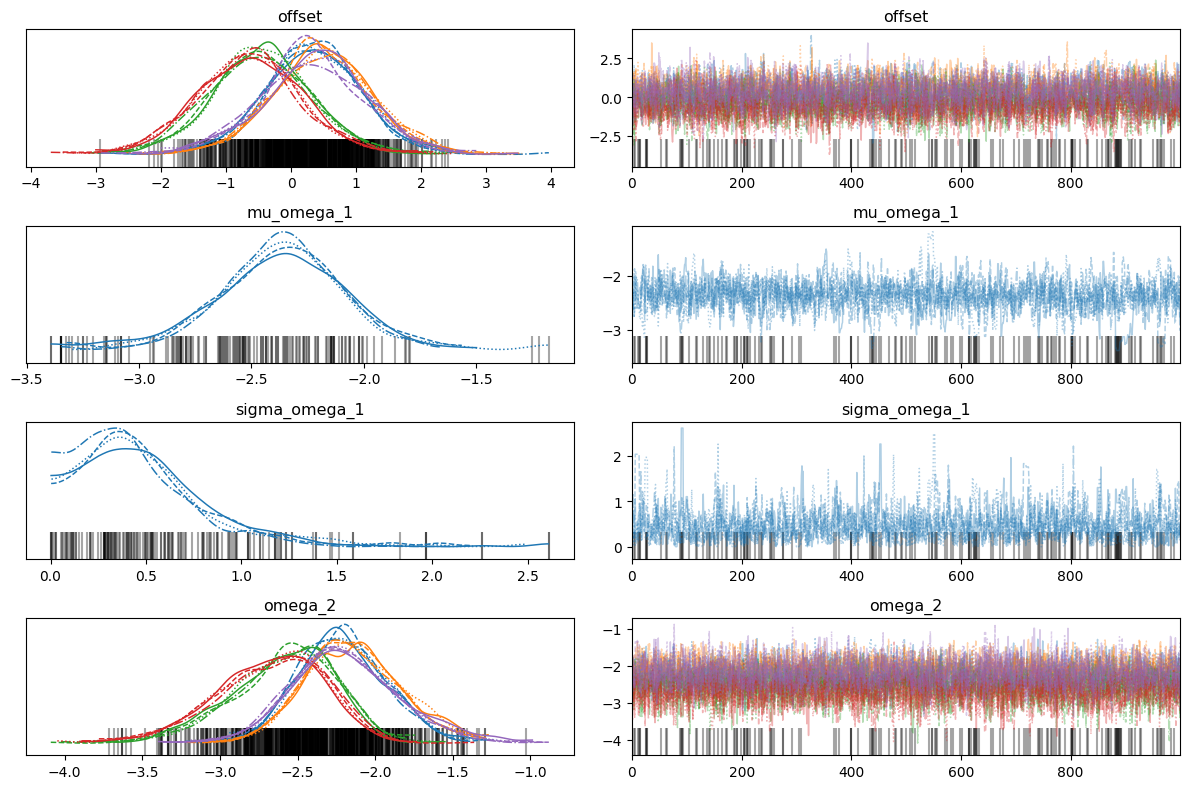 offset offset
−4 −3 −2 −1 0 1 2 3 4
2.5
0.0
−2.5
0 200 400 600 800
mu_omega_1 mu_omega_1
−3.5 −3.0 −2.5 −2.0 −1.5
−2
−3
0 200 400 600 800
sigma_omega_1 sigma_omega_1
0.0 0.5 1.0 1.5 2.0 2.5
2
1
0
0 200 400 600 800
omega_2 omega_2
−4.0 −3.5 −3.0 −2.5 −2.0 −1.5 −1.0
−1
−2
−3
−4
0 200 400 600 800